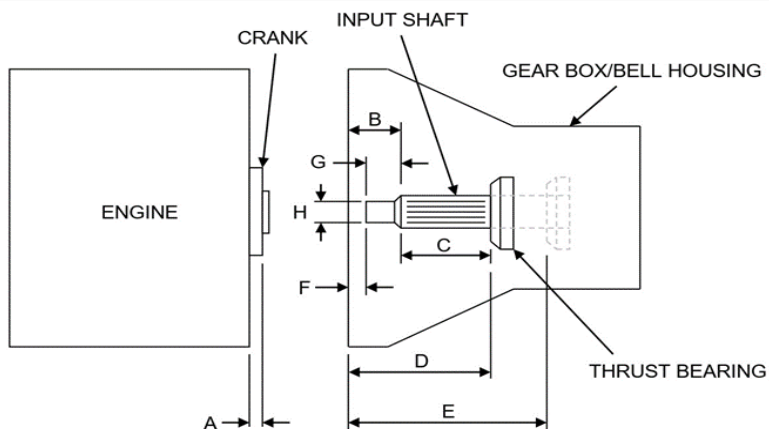 INPUT SHAFT
CRANK
GEAR BOX/BELL HOUSING
B
G
ENGINE
H
C
F
D
THRUST BEARING
E
A